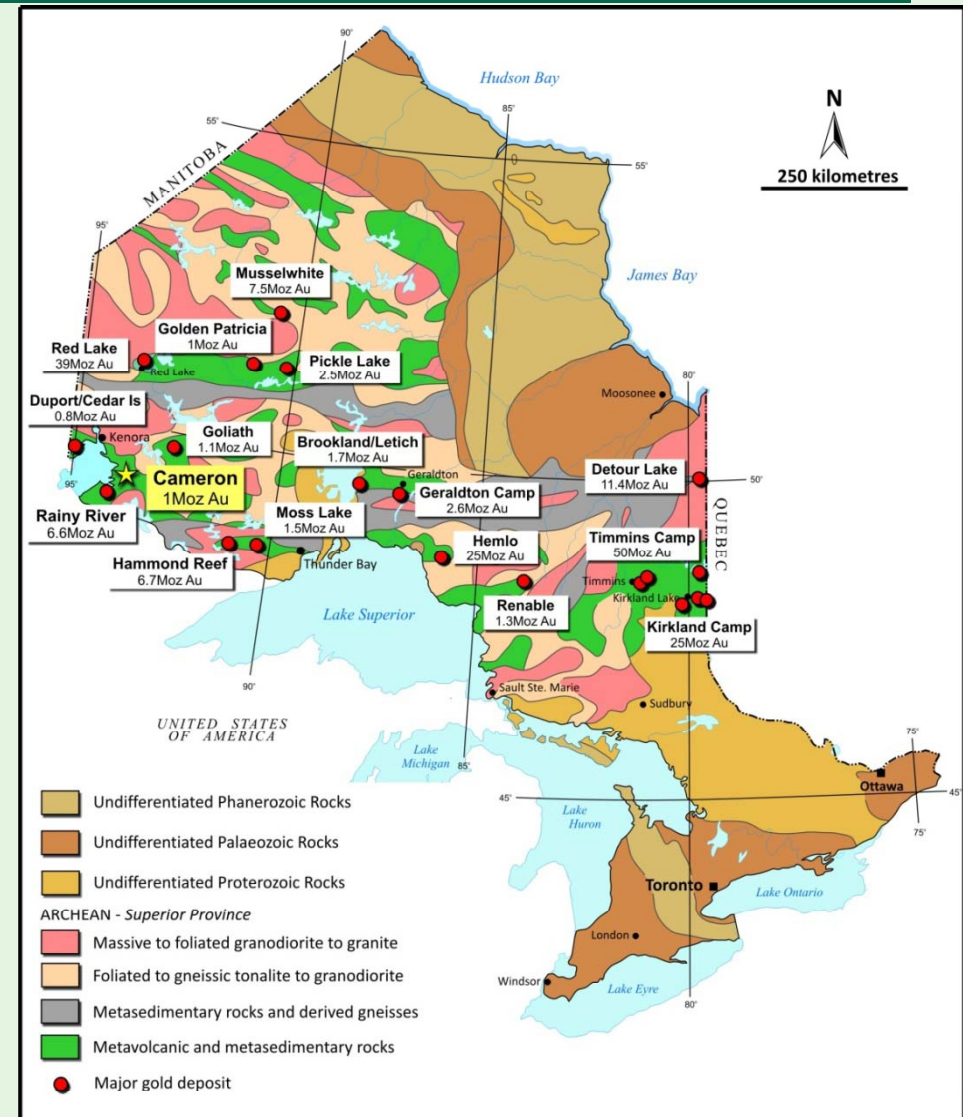 90°
Hudson Bay
85°
N
55°
55°
250 kilometres
MANITOBA
95°
James Bay
Musselwhite
7.5Moz Au
Golden Patricia
1Moz Au
Red Lake
39Moz Au
Red Lake
Pickle Lake
2.5Moz Au
80°
Moosonee
Duport/Cedar Is
0.8Moz Au
Kenora
Goliath
1.1Moz Au
Brookland/Letich
1.7Moz Au
Geraldton
Detour Lake
11.4Moz Au
50°
95°
Cameron
1Moz Au
Geraldton Camp
2.6Moz Au
QUEBEC
Rainy River
6.6Moz Au
Moss Lake
1.5Moz Au
Hemlo
25Moz Au
Timmins Camp
50Moz Au
Hammond Reef
6.7Moz Au
Thunder Bay
Timmins
Kirkland Lake
Renable
1.3Moz Au
Lake Superior
Kirkland Camp
25Moz Au
90°
Sault Ste. Marie
Sudbury
UNITED STATES
OF AMERICA
Lake
Michigan
85°
75°
Ottawa
45°
45°
75°
Lake
Huron
Toronto
Lake Ontario
London
Windsor
Lake Eyre
80°
Undifferentiated Phanerozoic Rocks
Undifferentiated Palaeozoic Rocks
Undifferentiated Proterozoic Rocks
ARCHEAN - Superior Province
Massive to foliated granodiorite to granite
Foliated to gneissic tonalite to granodiorite
Metasedimentary rocks and derived gneisses
Metavolcanic and metasedimentary rocks
Major gold deposit